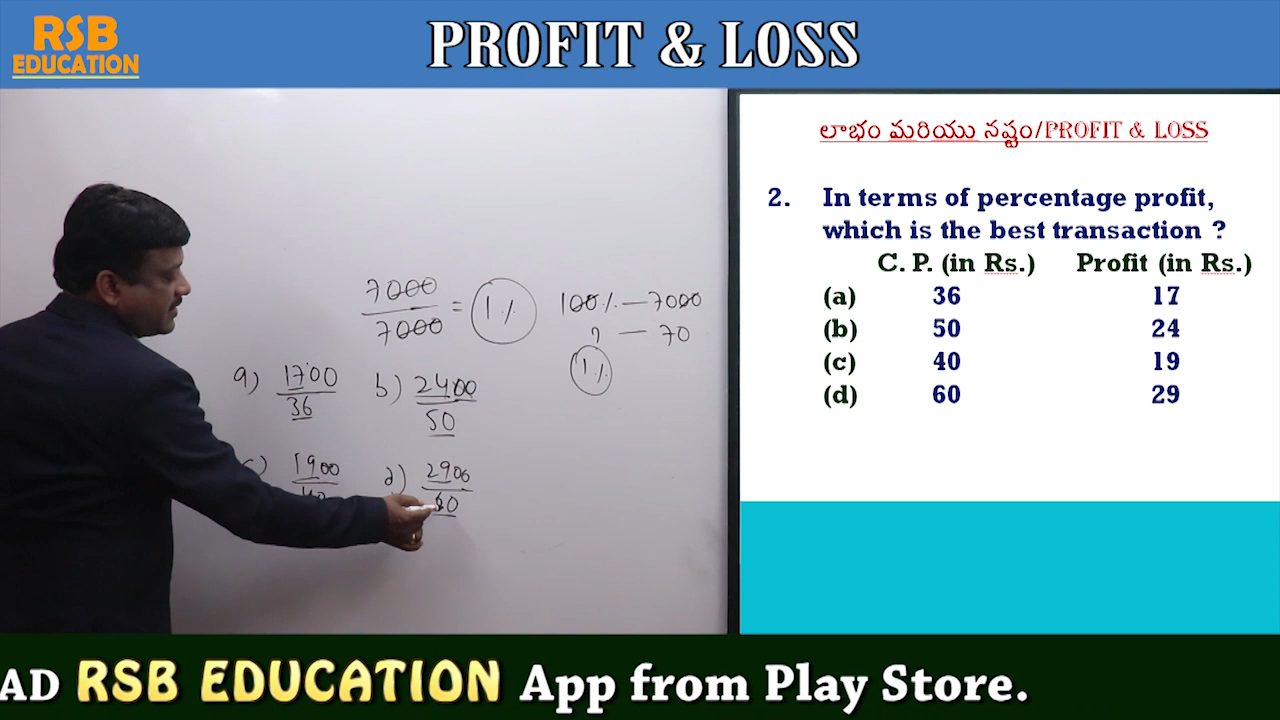 RSB
EDUCATION
PROFIT & LOSS
7000/7000 = 1%
100% — 7000
? — 70
1%
a) 1700/36
b) 2400/50
c) 1900/40
d) 2900/60
లాభం మరియు నష్టం/PROFIT & LOSS
2. In terms of percentage profit,
which is the best transaction ?
C. P. (in Rs.) Profit (in Rs.)
(a) 36 17
(b) 50 24
(c) 40 19
(d) 60 29
AD RSB EDUCATION App from Play Store.